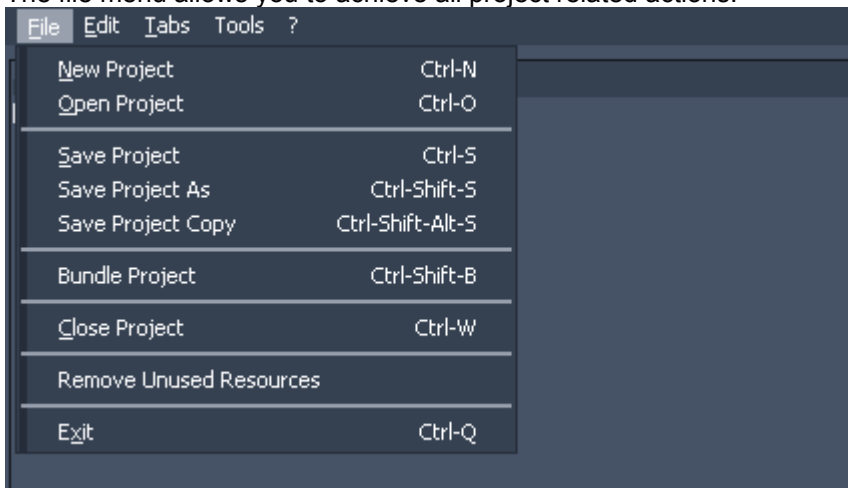 The file menu allows you to achieve all project related actions.
File Edit Tabs Tools ?
New Project Ctrl-N
Open Project Ctrl-O
Save Project Ctrl-S
Save Project As Ctrl-Shift-S
Save Project Copy Ctrl-Shift-Alt-S
Bundle Project Ctrl-Shift-B
Close Project Ctrl-W
Remove Unused Resources
Exit Ctrl-Q